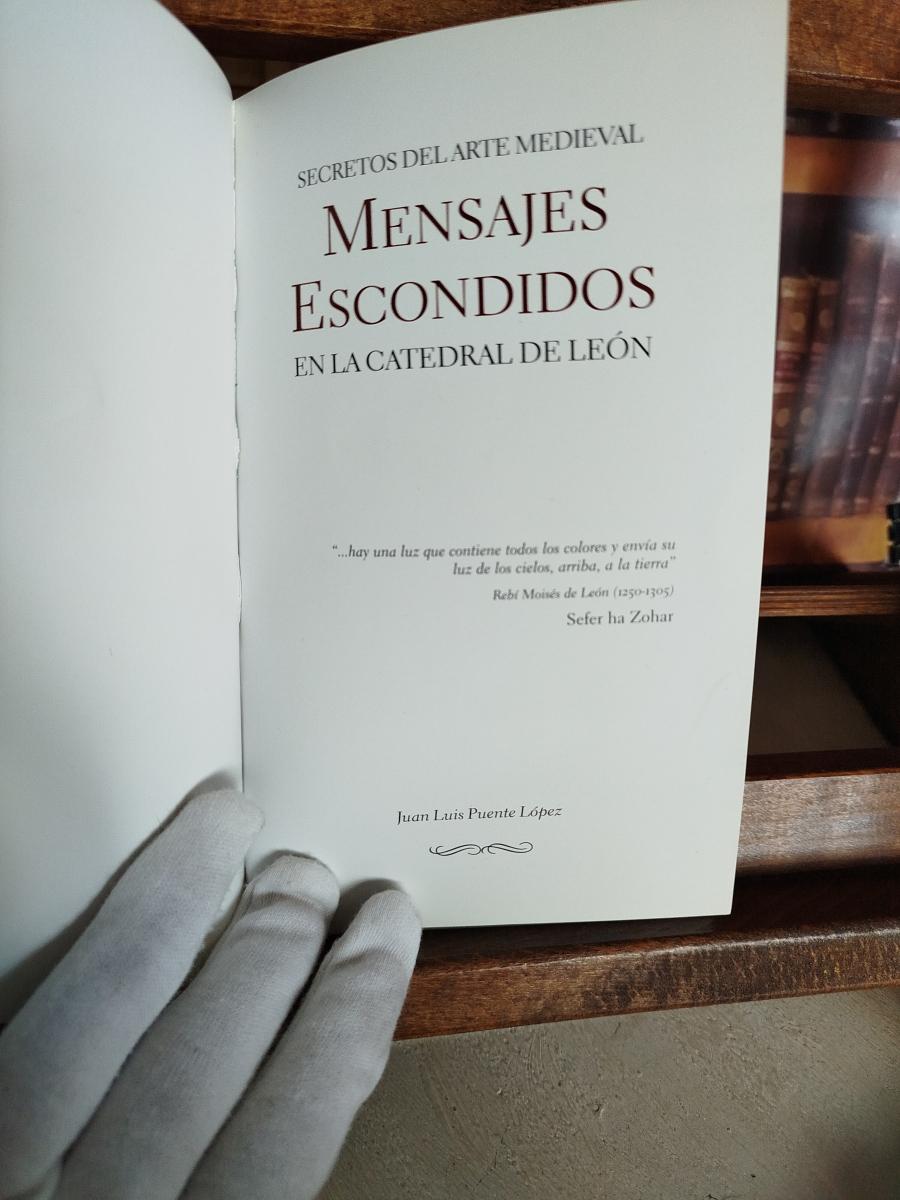 SECRETOS DEL ARTE MEDIEVAL
MENSAJES
ESCONDIDOS
EN LA CATEDRAL DE LEÓN
"...hay una luz que contiene todos los colores y envía su
luz de los cielos, arriba, a la tierra"
Rebí Moisés de León (1250-1305)
Sefer ha Zohar
Juan Luis Puente López